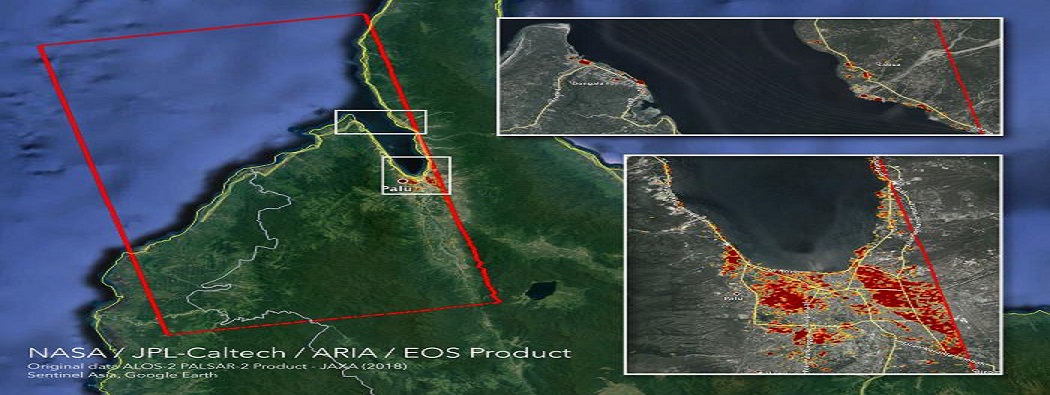 Donggala
Palu
Palu
NASA / JPL-Caltech / ARIA / EOS Product
Original data ALOS-2 PALSAR-2 Product - JAXA (2018)
Sentinel Asia, Google Earth